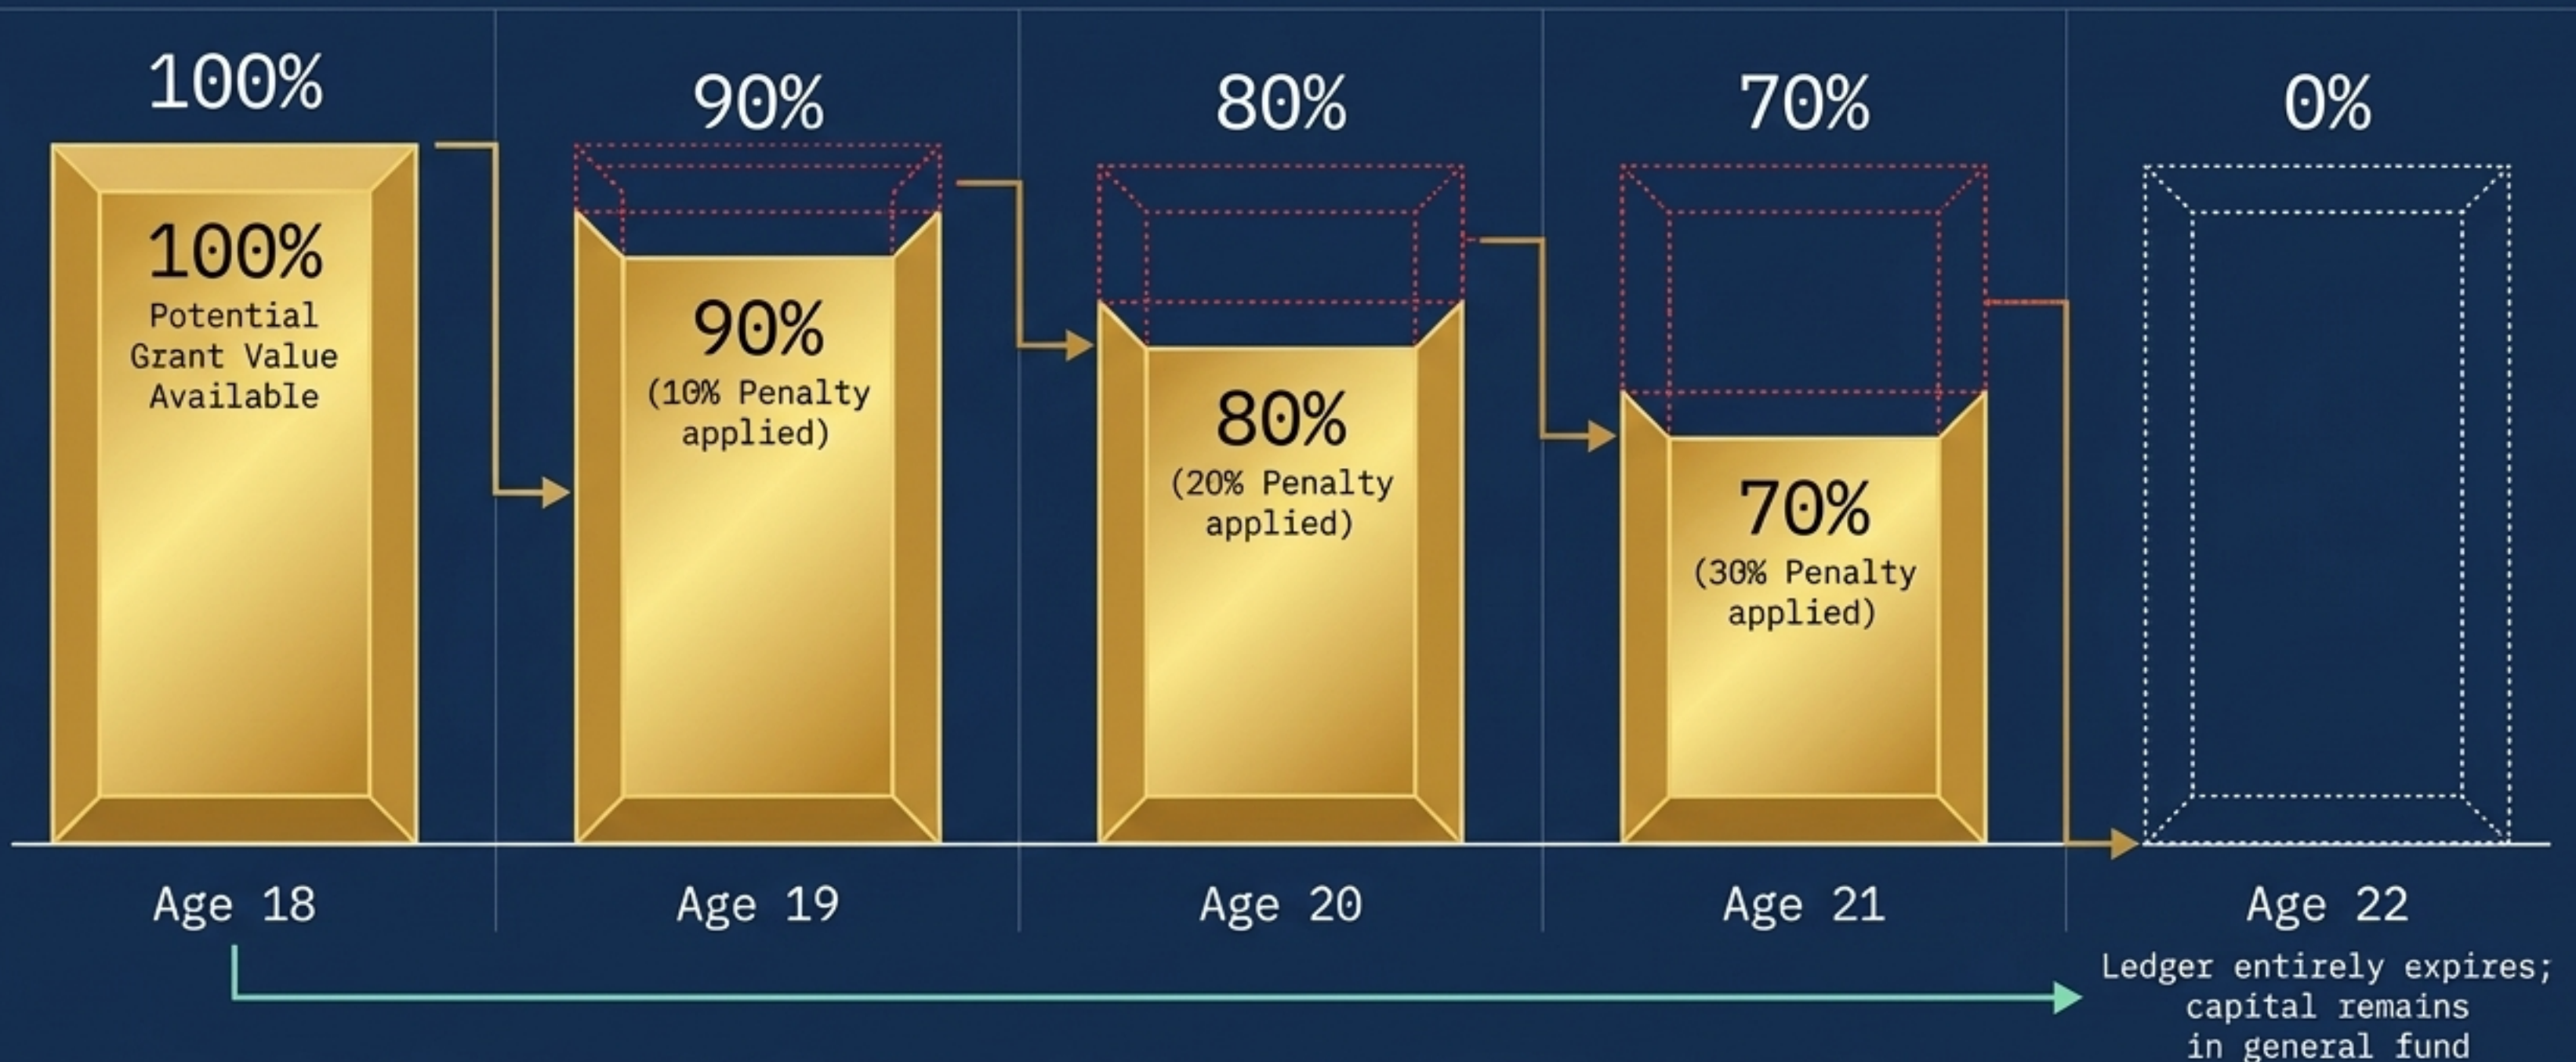 100%
90%
80%
70%
0%
100%
Potential
Grant Value
Available
90%
(10% Penalty
applied)
80%
(20% Penalty
applied)
70%
(30% Penalty
applied)
Age 18
Age 19
Age 20
Age 21
Age 22
Ledger entirely expires;
capital remains
in general fund